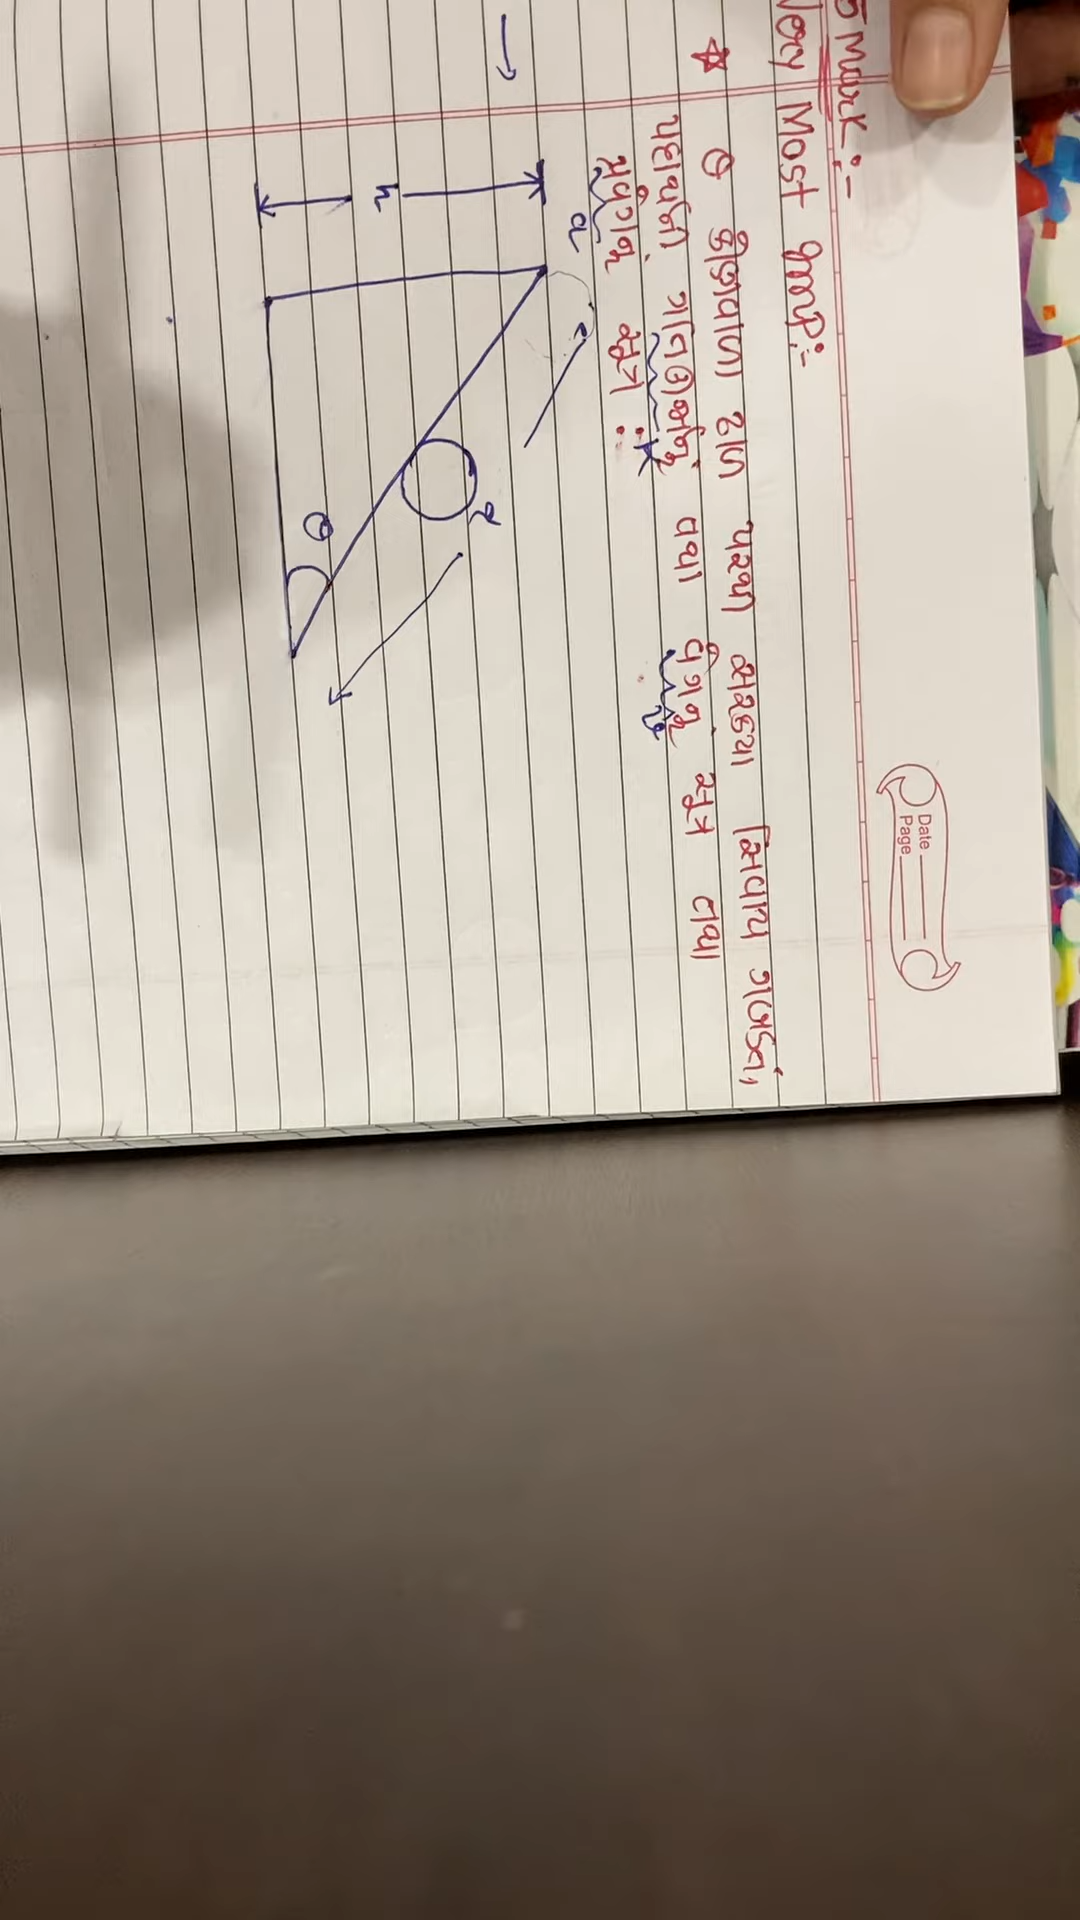 5 Mark:-
Very Most Imp:-
Date
Page
☆ θ કોણવાળા ઢાળ પરથી સરક્યા સિવાય ગબડતાં,
પદાર્થની ગતિઊર્જાનું K તથા વેગનું v સૂત્ર તથા
પ્રવેગનું સૂત્ર :-
a
→
h
r
θ